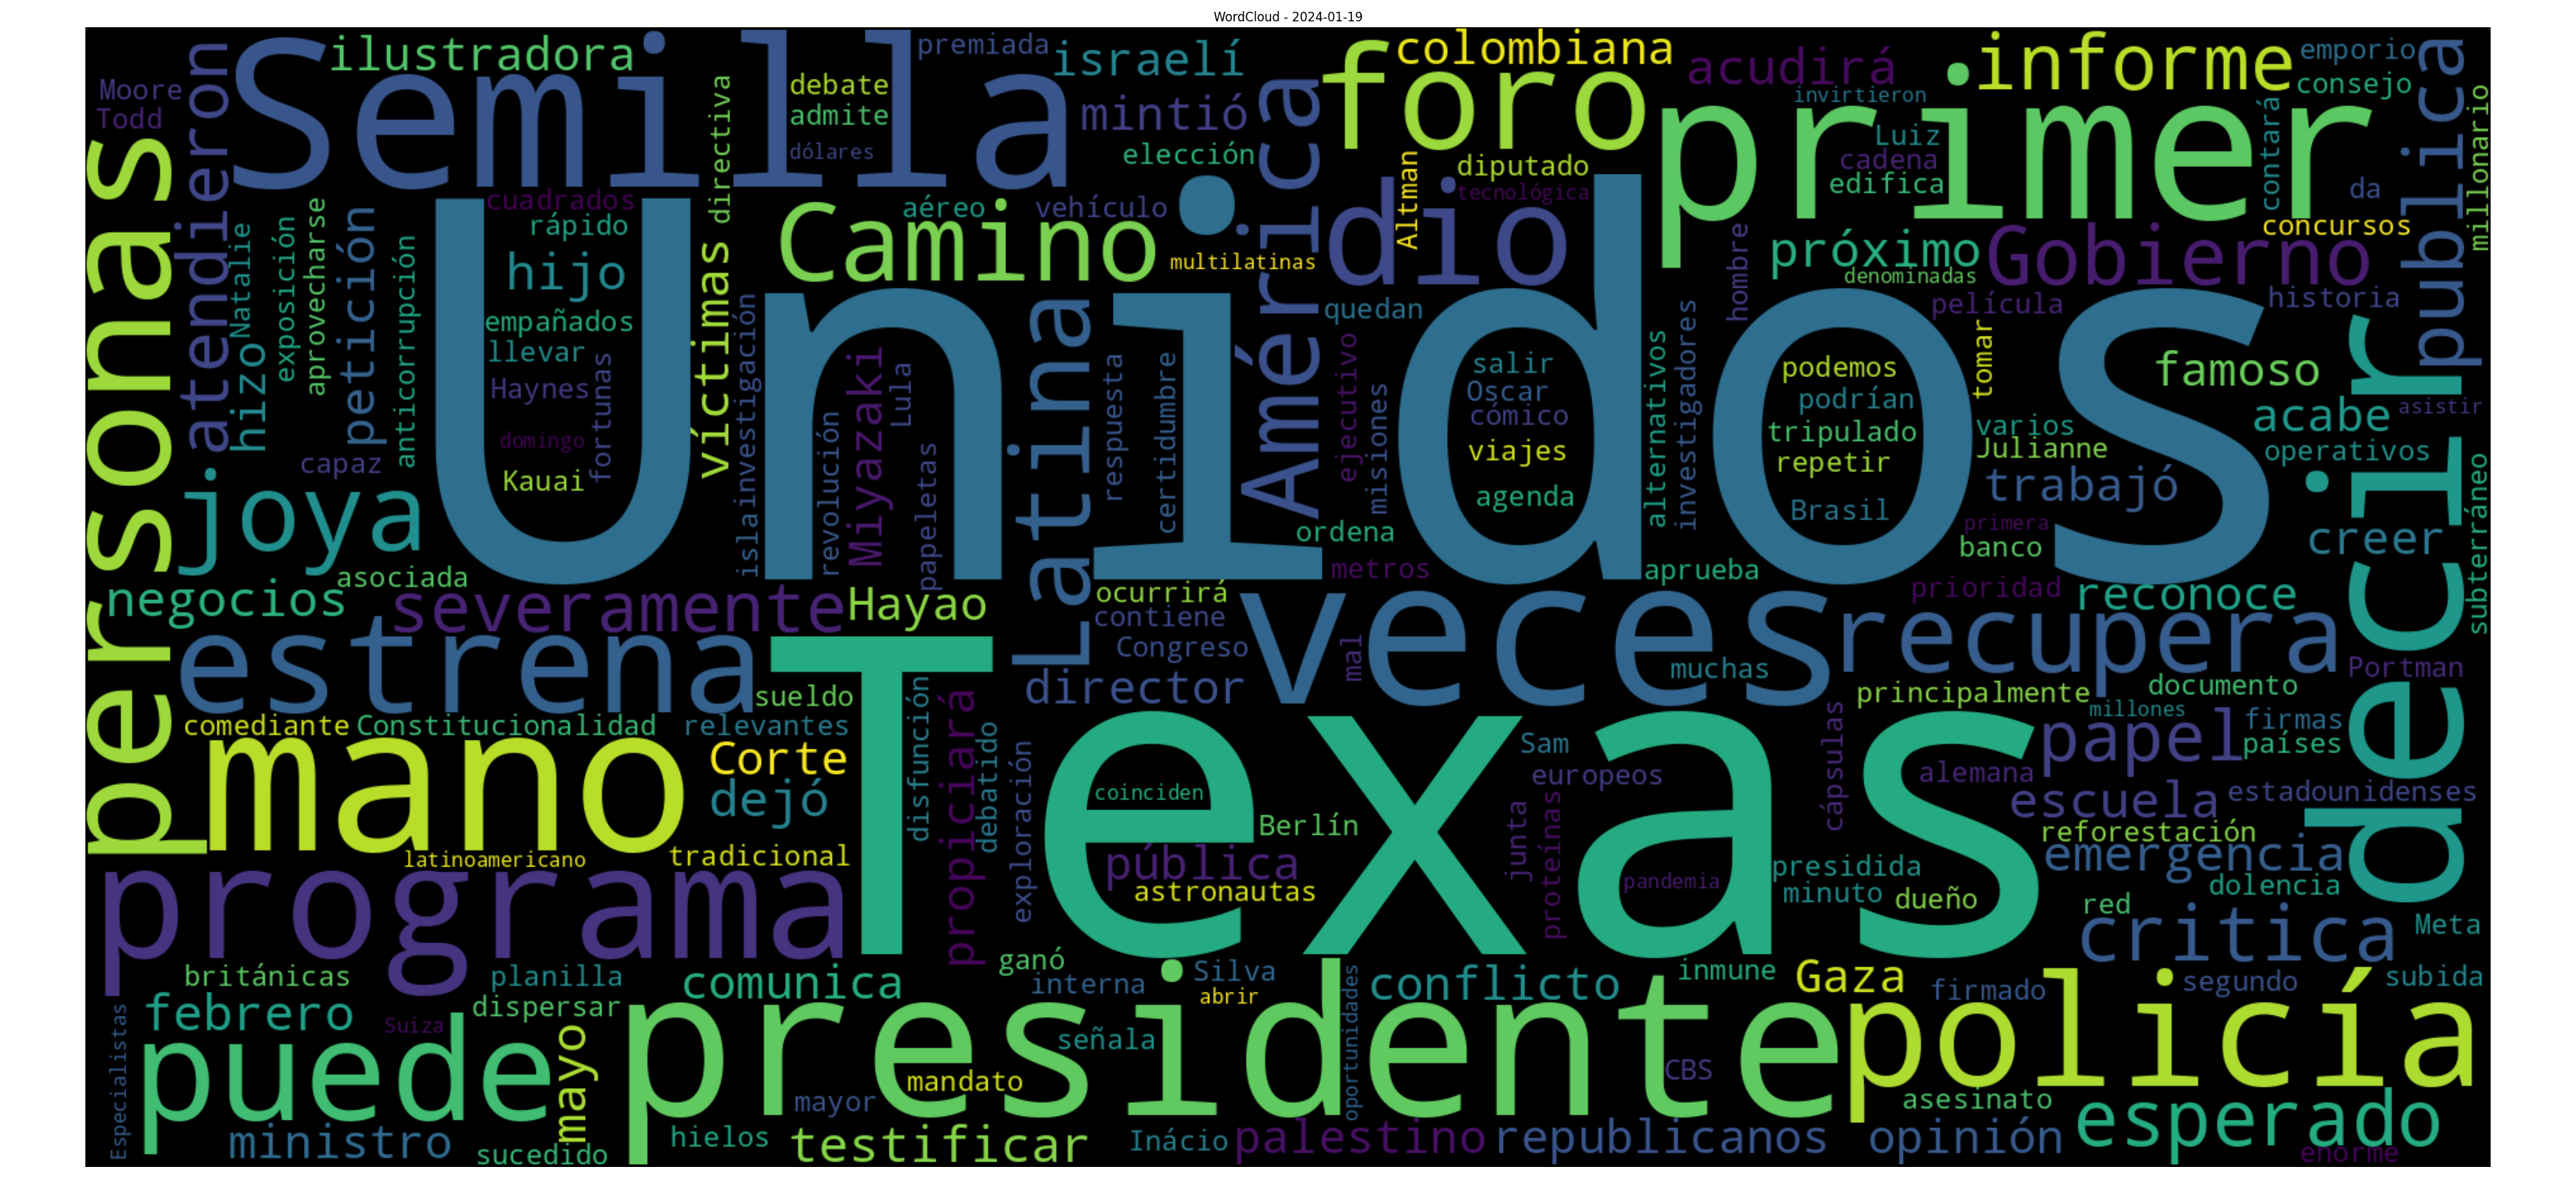 WordCloud - 2024-01-19
Semilla
ilustradora
premiada
israelí
foro
colombiana
acudirá
informe
emporio
consejo
Moore
Todd
atendieron
debate
admite
dólares
directiva
mintió
elección
América
diputado
tecnológica
Altman
invirtieron
Luiz
cadena
edifica
primer
contará
da
publica
millonario
concursos
personas
cuadrados
rápido
hijo
empañados
llevar
Haynes
fortunas
domingo
Kauai
Natalie
hizo
exposición
aprovecharse
petición
anticorrupción
capaz
víctimas
Camino
aéreo
vehículo
multilatinas
dio
próximo
denominadas
Gobierno
película
historia
hombre
quedan
Unidos
isla
investigación
revolución
Miyazaki
Lula
papeletas
Latina
respuesta
certidumbre
ejecutivo
misiones
salir
Oscar
cómico
viajes
agenda
alternativos
investigadores
podemos
podrían
tripulado
repetir
Brasil
tomar
varios
Julianne
famoso
acabe
asistir
operativos
trabajó
primera
banco
creer
subterráneo
decir
joya
asociada
negocios
severamente
Hayao
ocurrirá
contiene
Congreso
director
ordena
metros
mal
veces
aprueba
muchas
prioridad
reconoce
recupera
Portman
estrena
sueldo
comediante
Constitucionalidad
relevantes
mano
Corte
dejó
disfunción
propiciará
debatido
exploración
Texas
coinciden
Berlín
pública
astronautas
Sam
europeos
junta
proteínas
pandemia
cápsulas
principalmente
documento
millones
papel
firmas
países
alemana
escuela
estadounidenses
reforestación
emergencia
presidida
minuto
dueño
dolencia
red
crítica
Meta
latinoamericano
tradicional
programa
británicas
planilla
comunica
ganó
interna
Silva
abrir
oportunidades
conflicto
inmune
Gaza
firmado
segundo
subida
Especialistas
febrero
Suiza
dispersar
puede
mayo
presidente
señala
mandato
mayor
CBS
policía
asesinato
esperado
ministro
sucedido
hielos
testificar
Inácio
palestino
republicanos
opinión
enorme